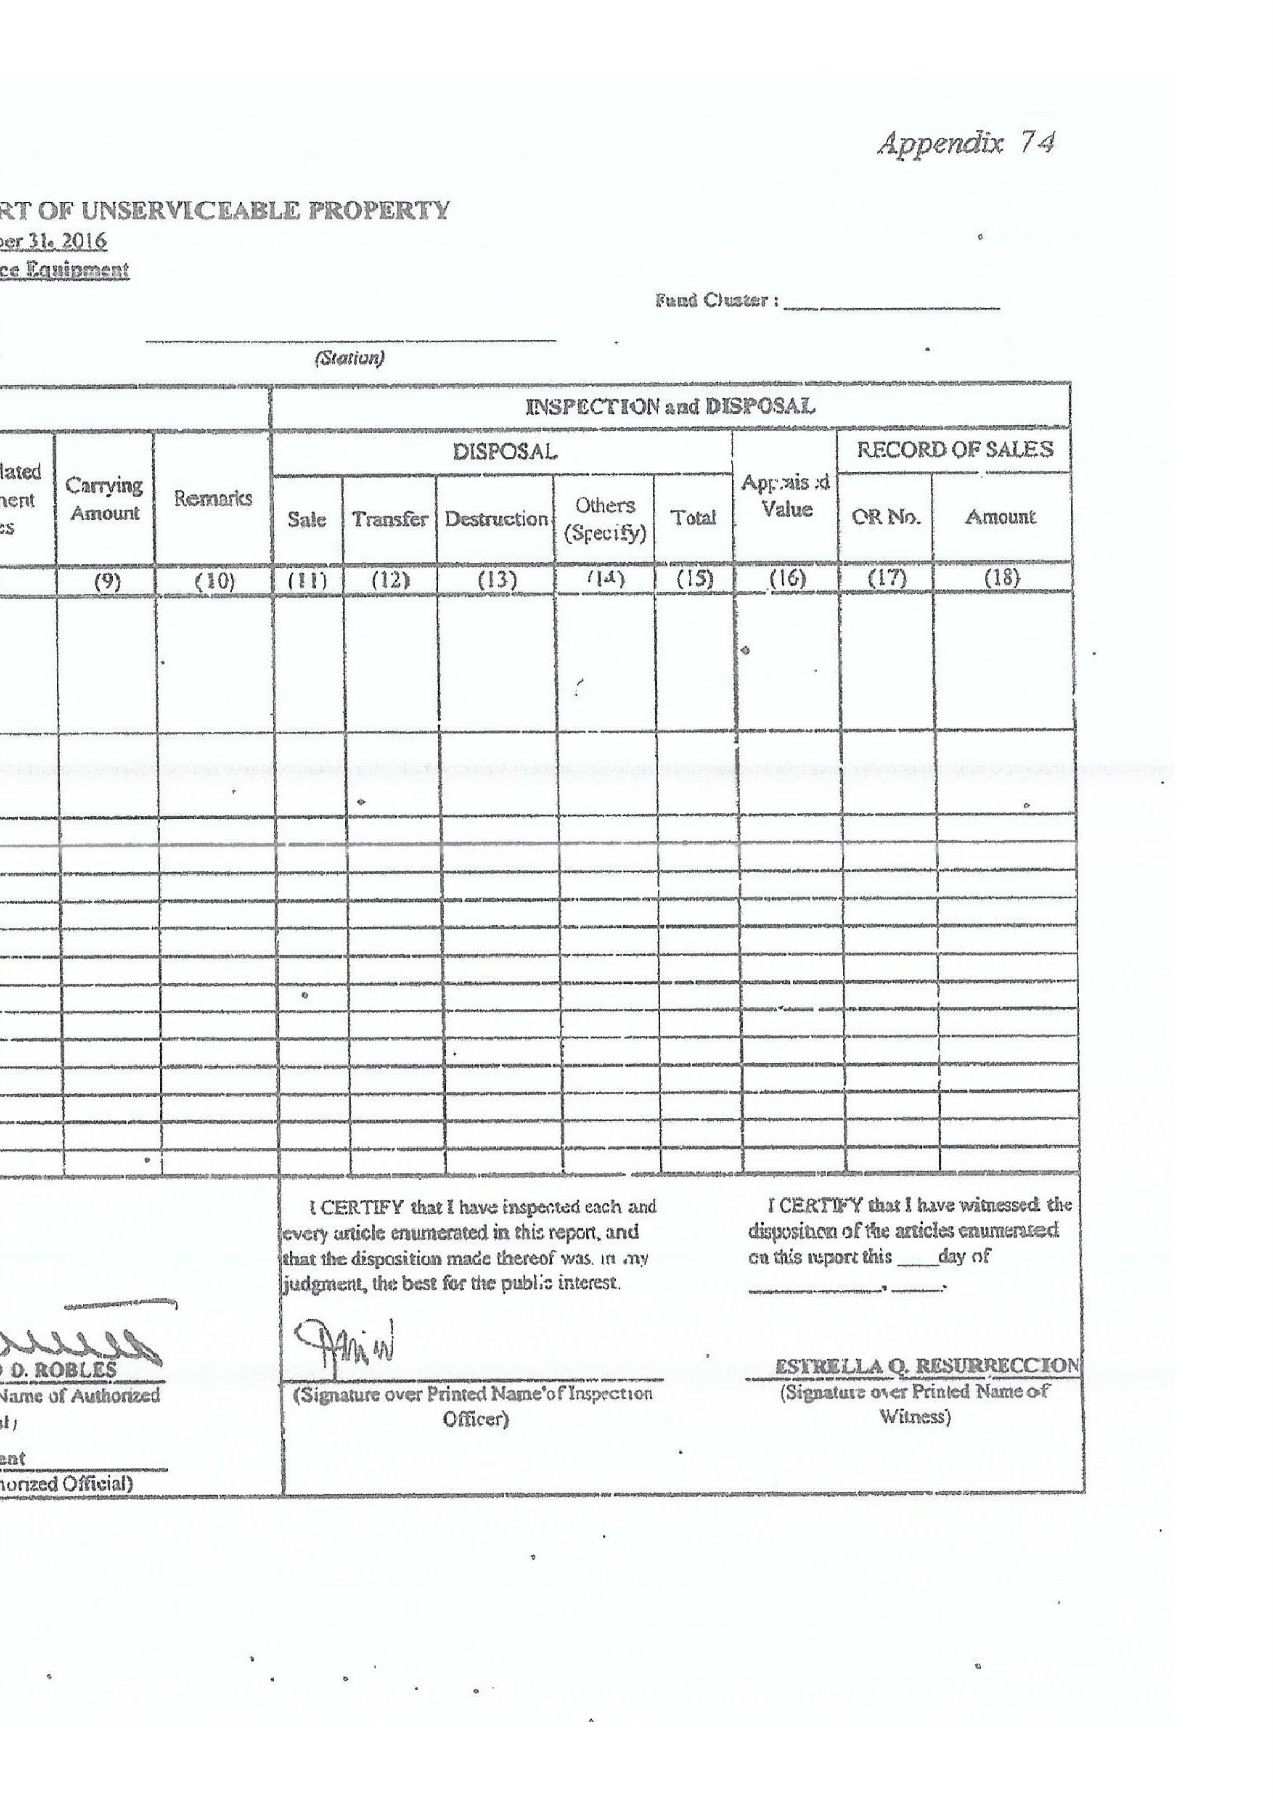 Appendix 74
RT OF UNSERVICEABLE PROPERTY
ber 31, 2016
ce Equipment
Fund Cluster :
(Station)
INSPECTION and DISPOSAL
DISPOSAL
RECORD OF SALES
lated
nent
es
Carrying
Amount
Remarks
Sale
Transfer
Destruction
Others
(Specify)
Total
Appraised
Value
OR No.
Amount
(9) (10) (11) (12) (13) (14) (15) (16) (17) (18)
I CERTIFY that I have inspected each and
every article enumerated in this report, and
that the disposition made thereof was, in my
judgment, the best for the public interest.
I CERTIFY that I have witnessed the
disposition of the articles enumerated
on this report this ____day of
D. ROBLES
Name of Authorized
ent
horized Official)
(Signature over Printed Name of Inspection
Officer)
ESTRELLA Q. RESURRECCION
(Signature over Printed Name of
Witness)